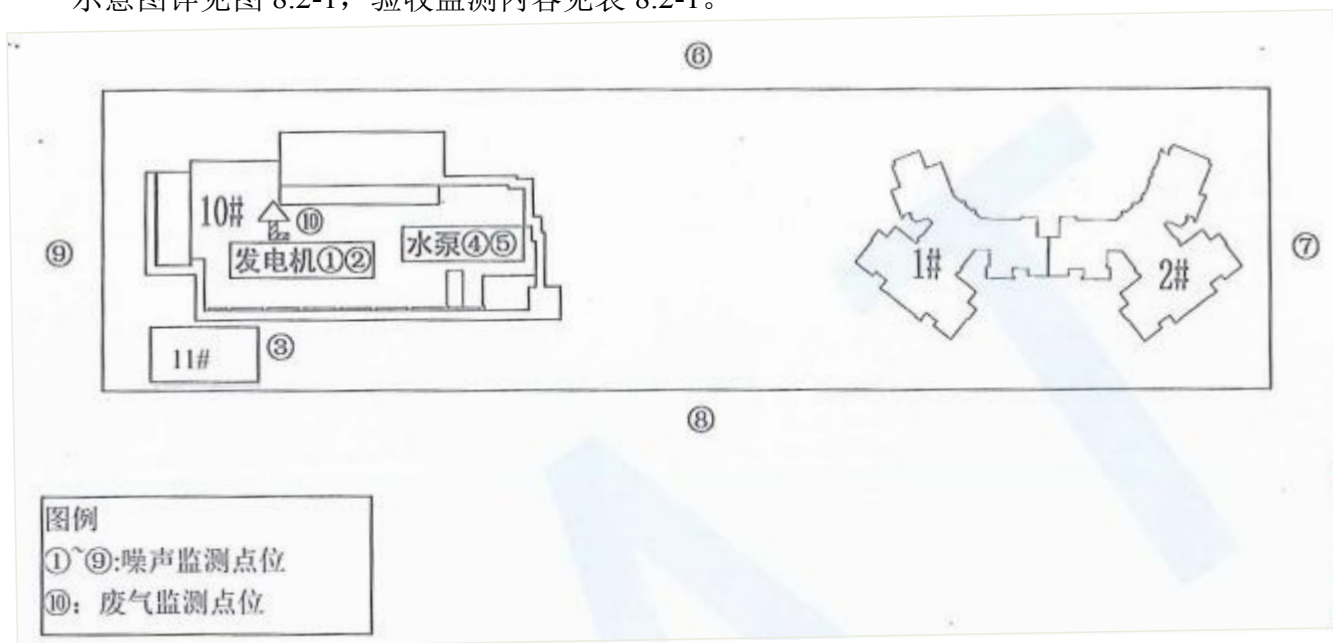 示意图详见图 8.2-1，验收监测内容见表 8.2-1。
⑥
10#
⑩
发电机①②
水泵④⑤
⑨
1#
2#
⑦
11#
③
⑧
图例
①~⑨:噪声监测点位
⑩：废气监测点位